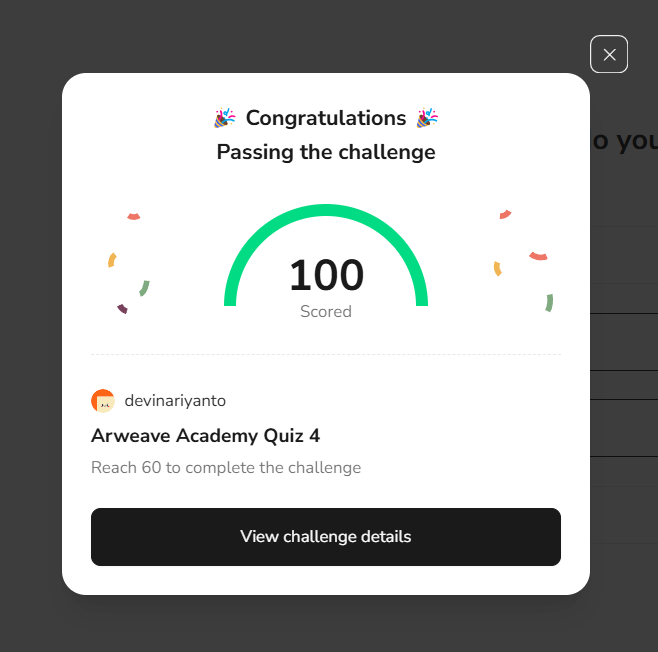 🎉 Congratulations 🎉
Passing the challenge
o you
100
Scored
devinariyanto
Arweave Academy Quiz 4
Reach 60 to complete the challenge
View challenge details